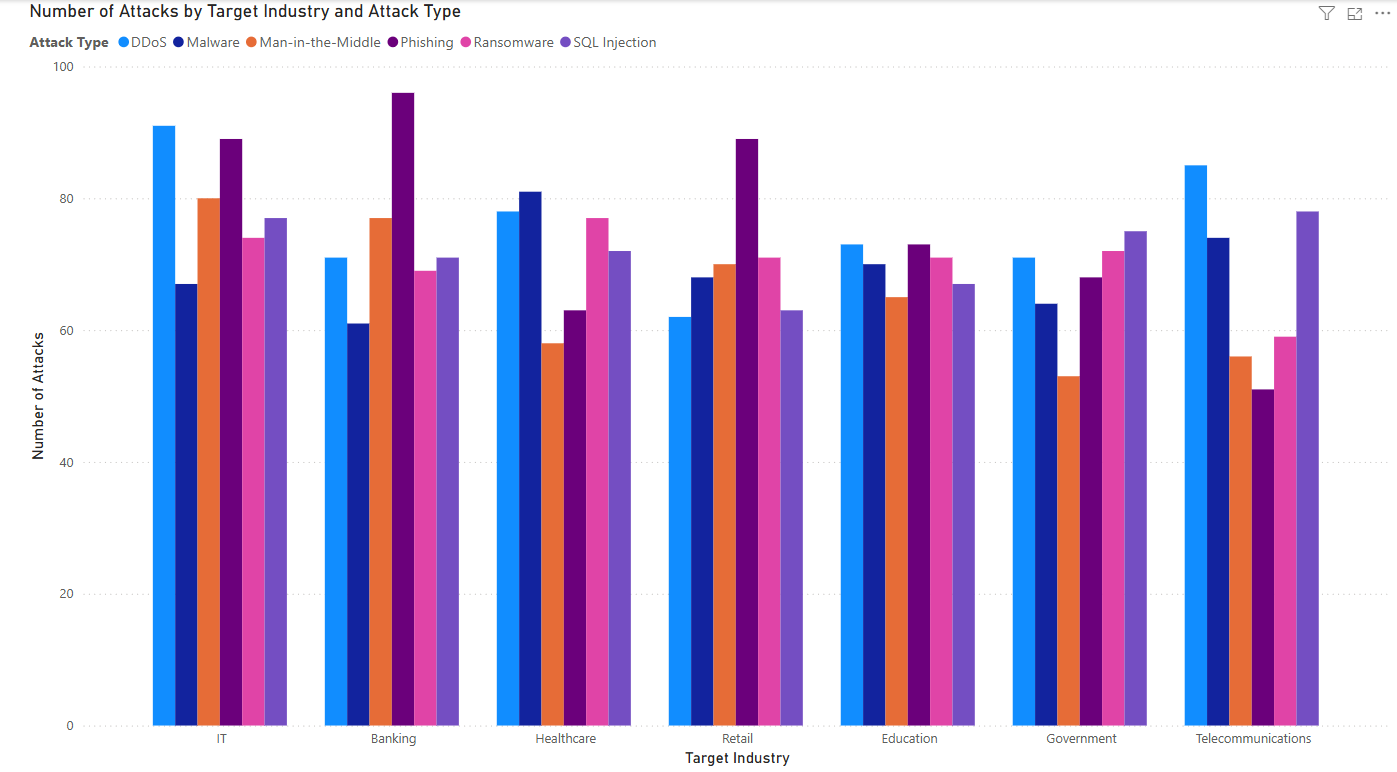 Number of Attacks by Target Industry and Attack Type
Attack Type DDoS Malware Man-in-the-Middle Phishing Ransomware SQL Injection
100
80
60
40
20
0
Number of Attacks
IT Banking Healthcare Retail Education Government Telecommunications
Target Industry